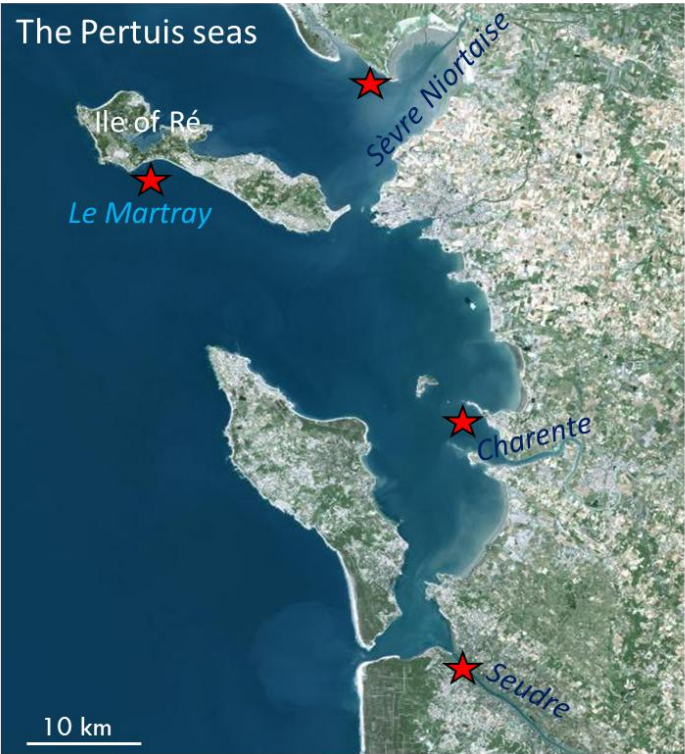 The Pertuis seas
Sèvre Niortaise
Ile of Ré
Le Martray
Charente
Seudre
10 km